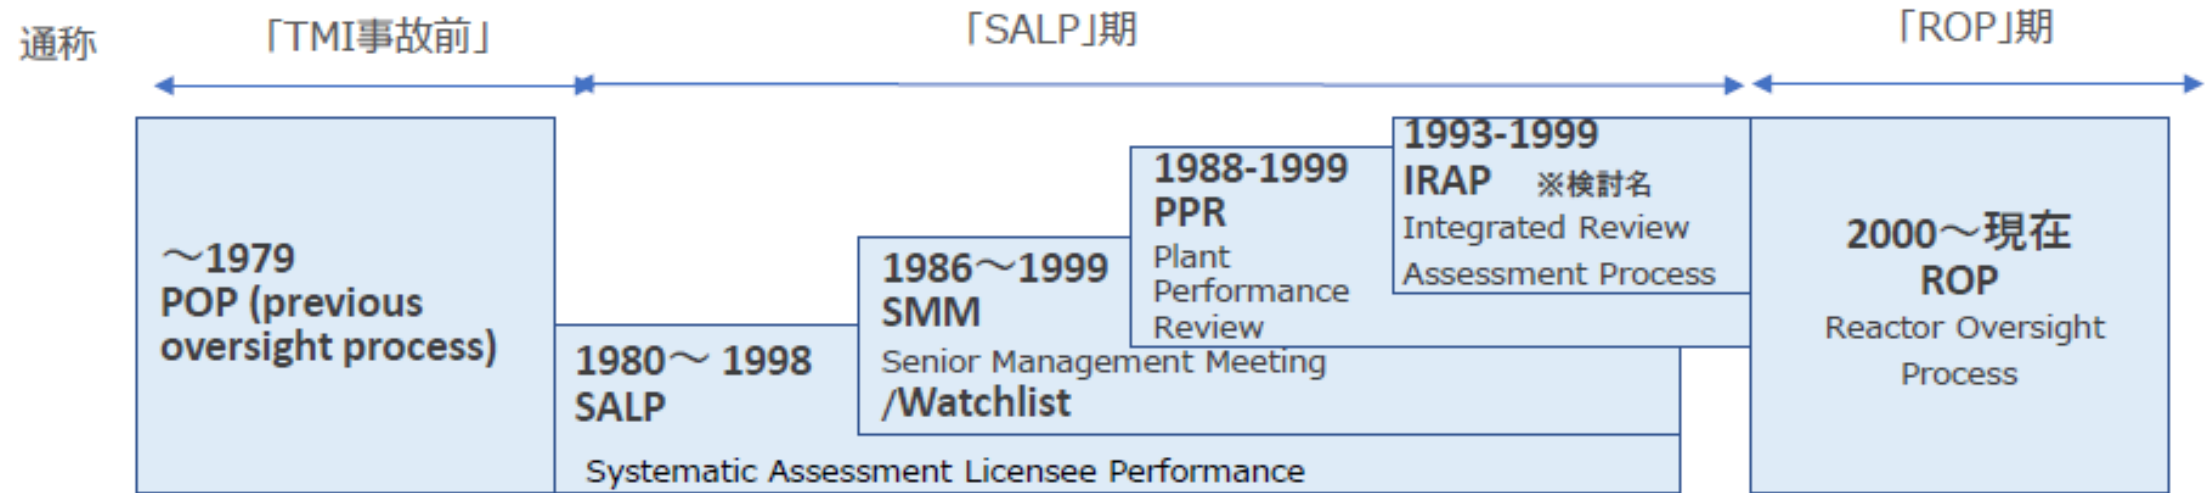 通称
「TMI事故前」
「SALP」期
「ROP」期
～1979
POP (previous
oversight process)
1980～ 1998
SALP
Systematic Assessment Licensee Performance
1986～1999
SMM
Senior Management Meeting
/Watchlist
1988-1999
PPR
Plant
Performance
Review
1993-1999
IRAP ※検討名
Integrated Review
Assessment Process
2000～現在
ROP
Reactor Oversight
Process